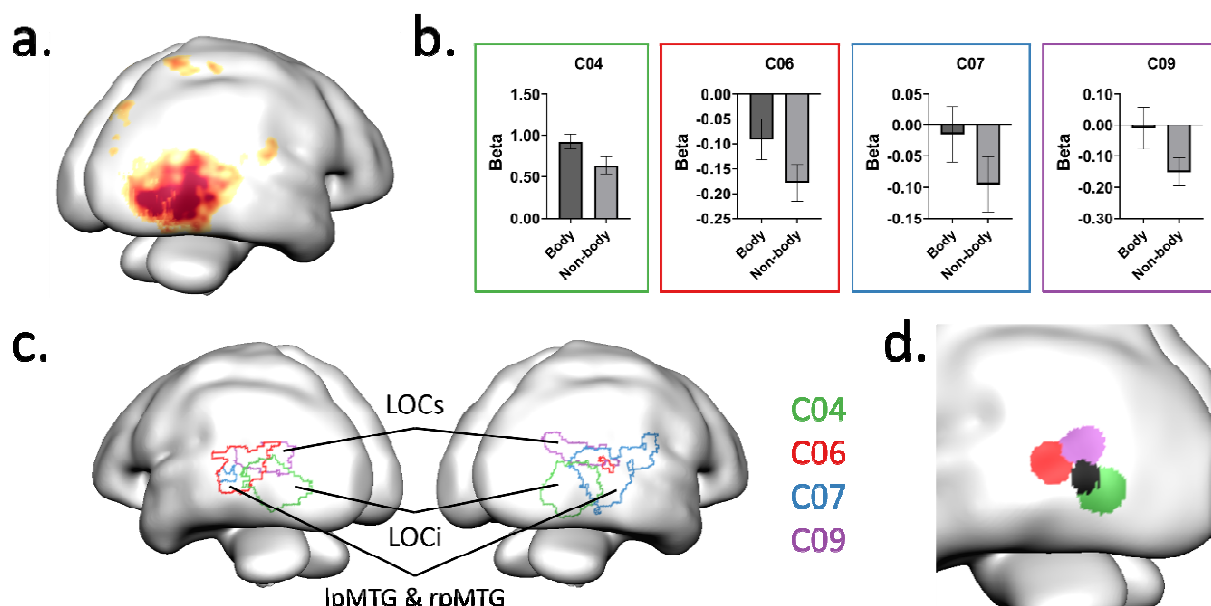 a.
b.
C04
1.50
1.00
0.50
0.00
Beta
Body
Non-body
C06
0.00
-0.05
-0.10
-0.15
-0.20
-0.25
Beta
Body
Non-body
C07
0.05
0.00
-0.05
-0.10
-0.15
Beta
Body
Non-body
C09
0.10
0.00
-0.10
-0.20
-0.30
Beta
Body
Non-body
c.
LOCs
LOCi
lpMTG & rpMTG
C04
C06
C07
C09
d.